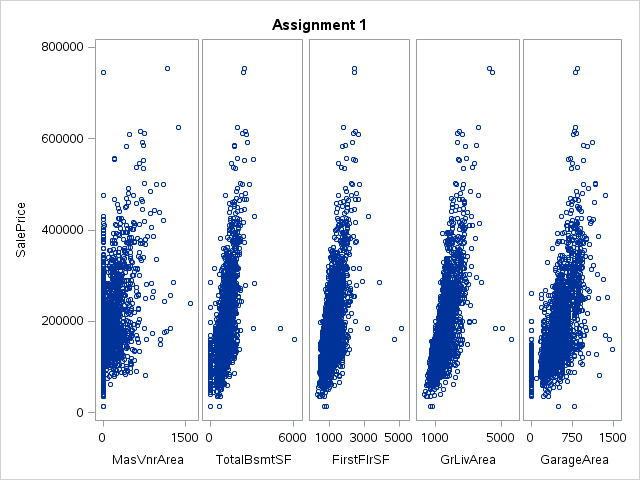 Assignment 1
800000
600000
400000
200000
0
SalePrice
0 1500 0 6000 1000 3000 5000 1000 5000 0 750 1500
MasVnrArea TotalBsmtSF FirstFlrSF GrLivArea GarageArea